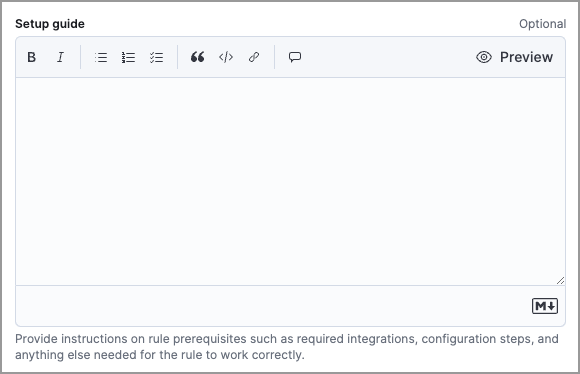 Setup guide Optional
B I Preview
M
Provide instructions on rule prerequisites such as required integrations, configuration steps, and
anything else needed for the rule to work correctly.